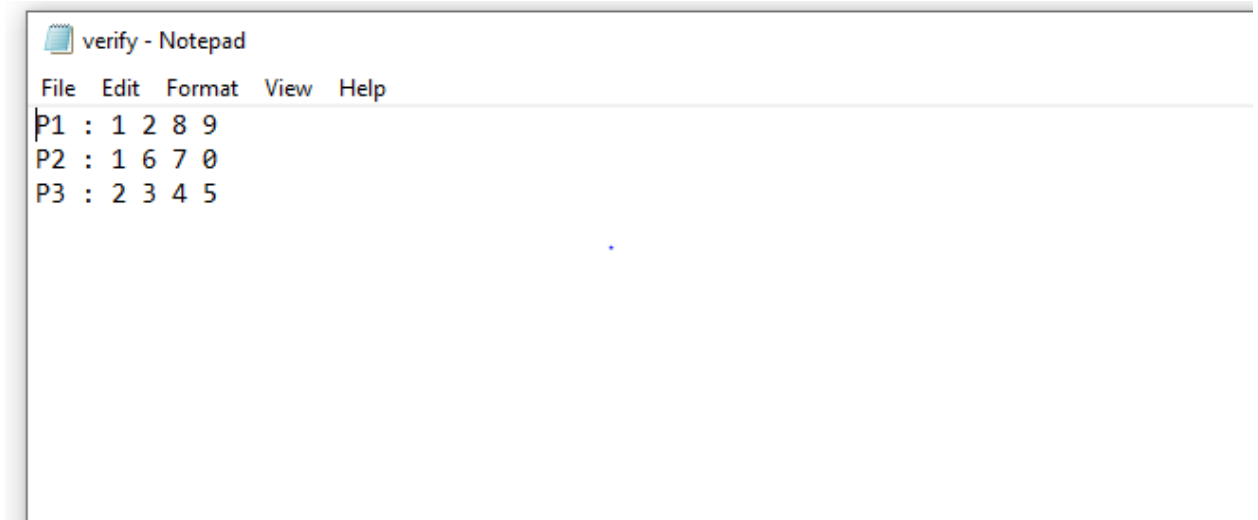 verify - Notepad
File Edit Format View Help
P1 : 1 2 8 9
P2 : 1 6 7 0
P3 : 2 3 4 5